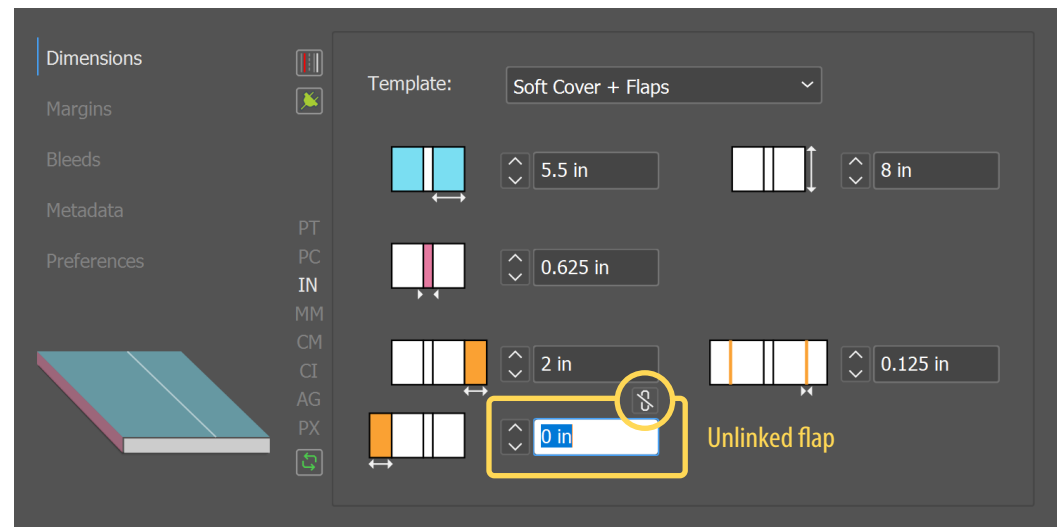 Dimensions
Margins
Bleeds
Metadata
Preferences
PT
PC
IN
MM
CM
CI
AG
PX
Template:
Soft Cover + Flaps
5.5 in
8 in
0.625 in
2 in
0.125 in
0 in
Unlinked flap